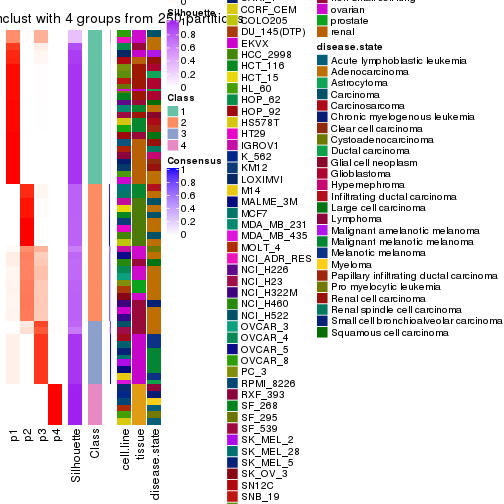 nclust with 4 groups from 250 partitions
Silhouette
1
0.8
0.6
0.4
0.2
0
Class
1
2
3
4
Consensus
1
0.8
0.6
0.4
0.2
0
p1
p2
p3
p4
Silhouette
Class
cell.line
tissue
disease.state
CCRF_CEM
COLO205
DU_145(DTP)
EKVX
HCC_2998
HCT_116
HCT_15
HL_60
HOP_62
HOP_92
HS578T
HT29
IGROV1
K_562
KM12
LOXIMVI
M14
MALME_3M
MCF7
MDA_MB_231
MDA_MB_435
MOLT_4
NCI_ADR_RES
NCI_H226
NCI_H23
NCI_H322M
NCI_H460
NCI_H522
OVCAR_3
OVCAR_4
OVCAR_5
OVCAR_8
PC_3
RPMI_8226
RXF_393
SF_268
SF_295
SF_539
SK_MEL_2
SK_MEL_28
SK_MEL_5
SK_OV_3
SN12C
SNB_19
ovarian
prostate
renal
disease.state
Acute lymphoblastic leukemia
Adenocarcinoma
Astrocytoma
Carcinoma
Carcinosarcoma
Chronic myelogenous leukemia
Clear cell carcinoma
Cystoadenocarcinoma
Ductal carcinoma
Glial cell neoplasm
Glioblastoma
Hypernephroma
Infiltrating ductal carcinoma
Large cell carcinoma
Lymphoma
Malignant amelanotic melanoma
Malignant melanotic melanoma
Melanotic melanoma
Myeloma
Papillary infiltrating ductal carcinoma
Pro myelocytic leukemia
Renal cell carcinoma
Renal spindle cell carcinoma
Small cell bronchioalveolar carcinoma
Squamous cell carcinoma